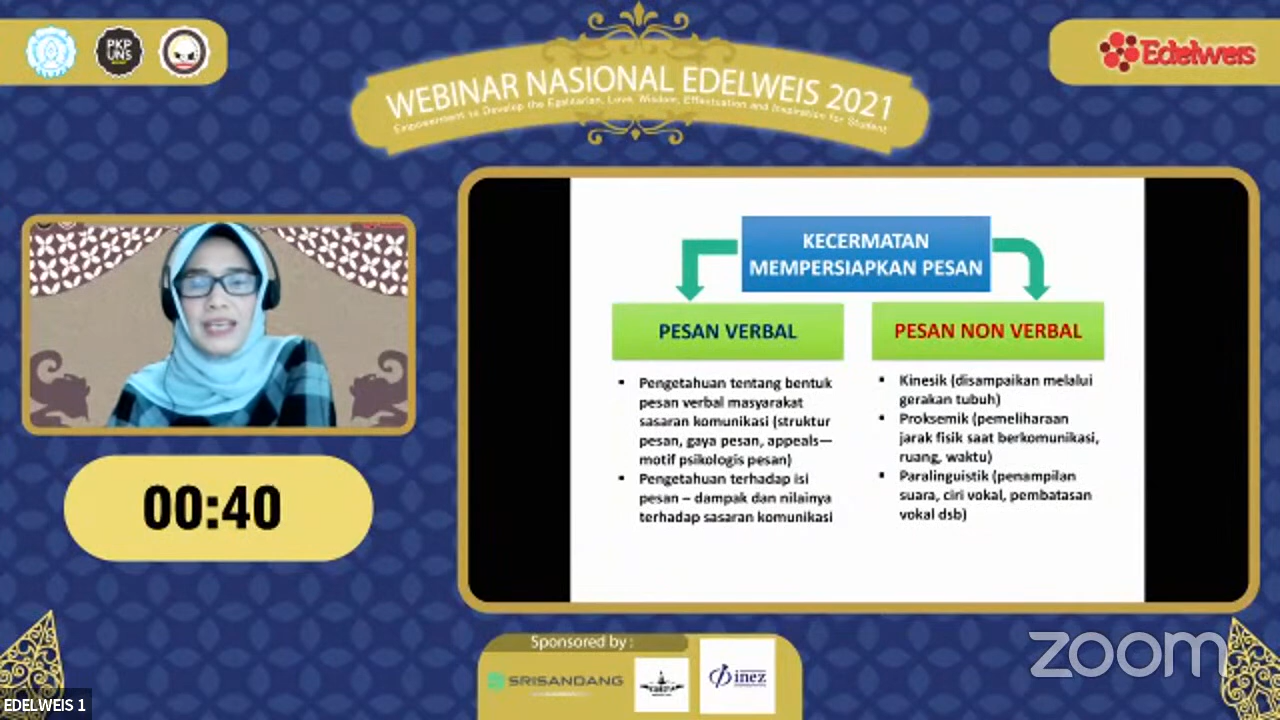 PKP
UNS
WEBINAR NASIONAL EDELWEIS 2021
Empowerment to Develop the Egalitarian, Love, Wisdom, Effectuation and Inspiration for Student
Edelweis
KECERMATAN
MEMPERSIAPKAN PESAN
PESAN VERBAL
▪ Pengetahuan tentang bentuk
pesan verbal masyarakat
sasaran komunikasi (struktur
pesan, gaya pesan, appeals—
motif psikologis pesan)
▪ Pengetahuan terhadap isi
pesan – dampak dan nilainya
terhadap sasaran komunikasi
PESAN NON VERBAL
▪ Kinesik (disampaikan melalui
gerakan tubuh)
▪ Proksemik (pemeliharaan
jarak fisik saat berkomunikasi,
ruang, waktu)
▪ Paralinguistik (penampilan
suara, ciri vokal, pembatasan
vokal dsb)
00:40
Sponsored by :
SRISANDANG
inez
zoom
EDELWEIS 1